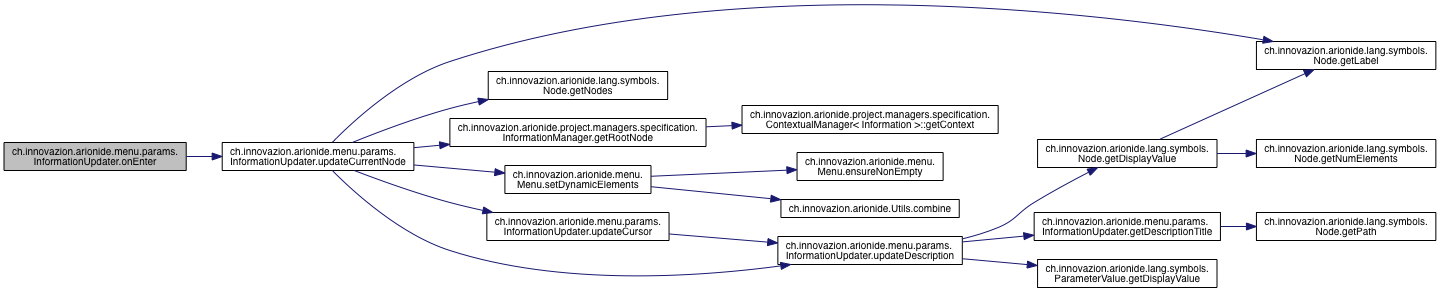 ch.innovazion.arionide.menu.params.
InformationUpdater.onEnter
ch.innovazion.arionide.menu.params.
InformationUpdater.updateCurrentNode
ch.innovazion.arionide.lang.symbols.
Node.getNodes
ch.innovazion.arionide.project.managers.specification.
InformationManager.getRootNode
ch.innovazion.arionide.menu.
Menu.setDynamicElements
ch.innovazion.arionide.menu.params.
InformationUpdater.updateCursor
ch.innovazion.arionide.project.managers.specification.
ContextualManager< Information >::getContext
ch.innovazion.arionide.menu.
Menu.ensureNonEmpty
ch.innovazion.arionide.Utils.combine
ch.innovazion.arionide.menu.params.
InformationUpdater.updateDescription
ch.innovazion.arionide.lang.symbols.
Node.getDisplayValue
ch.innovazion.arionide.menu.params.
InformationUpdater.getDescriptionTitle
ch.innovazion.arionide.lang.symbols.
ParameterValue.getDisplayValue
ch.innovazion.arionide.lang.symbols.
Node.getLabel
ch.innovazion.arionide.lang.symbols.
Node.getNumElements
ch.innovazion.arionide.lang.symbols.
Node.getPath